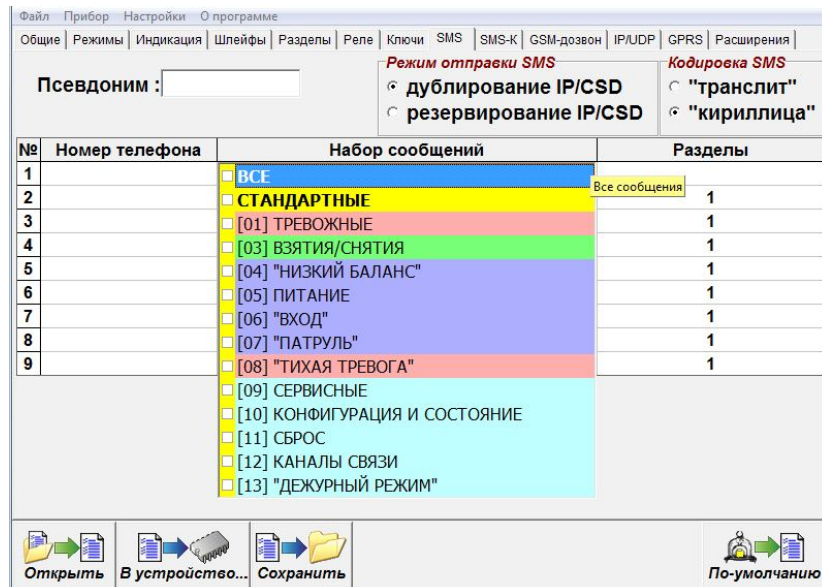 Файл Прибор Настройки О программе
Общие Режимы Индикация Шлейфы Разделы Реле Ключи SMS SMS-K GSM-дозвон IP/UDP GPRS Расширения
Псевдоним :
Режим отправки SMS
дублирование IP/CSD
резервирование IP/CSD
Кодировка SMS
"транслит"
"кириллица"
№ Номер телефона Набор сообщений Разделы
1 ВСЕ
Все сообщения
2 СТАНДАРТНЫЕ 1
3 [01] ТРЕВОЖНЫЕ 1
4 [03] ВЗЯТИЯ/СНЯТИЯ 1
5 [04] "НИЗКИЙ БАЛАНС" 1
6 [05] ПИТАНИЕ 1
7 [06] "ВХОД" 1
8 [07] "ПАТРУЛЬ" 1
9 [08] "ТИХАЯ ТРЕВОГА" 1
[09] СЕРВИСНЫЕ
[10] КОНФИГУРАЦИЯ И СОСТОЯНИЕ
[11] СБРОС
[12] КАНАЛЫ СВЯЗИ
[13] "ДЕЖУРНЫЙ РЕЖИМ"
Открыть В устройство... Сохранить По-умолчанию